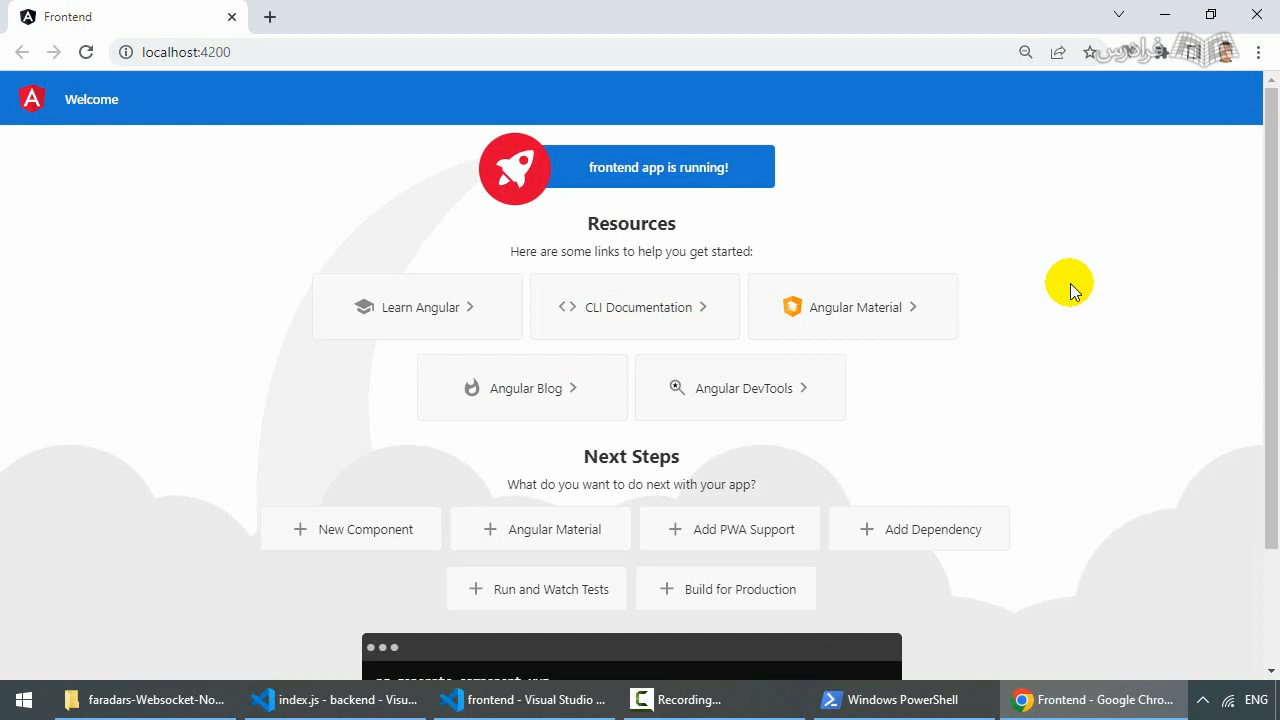 Frontend
localhost:4200
فرادرس
Welcome
frontend app is running!
Resources
Here are some links to help you get started:
Learn Angular
CLI Documentation
Angular Material
Angular Blog
Angular DevTools
Next Steps
What do you want to do next with your app?
New Component
Angular Material
Add PWA Support
Add Dependency
Run and Watch Tests
Build for Production
faradars-Websocket-No...
index.js - backend - Visu...
frontend - Visual Studio ...
Recording...
Windows PowerShell
Frontend - Google Chro...
ENG